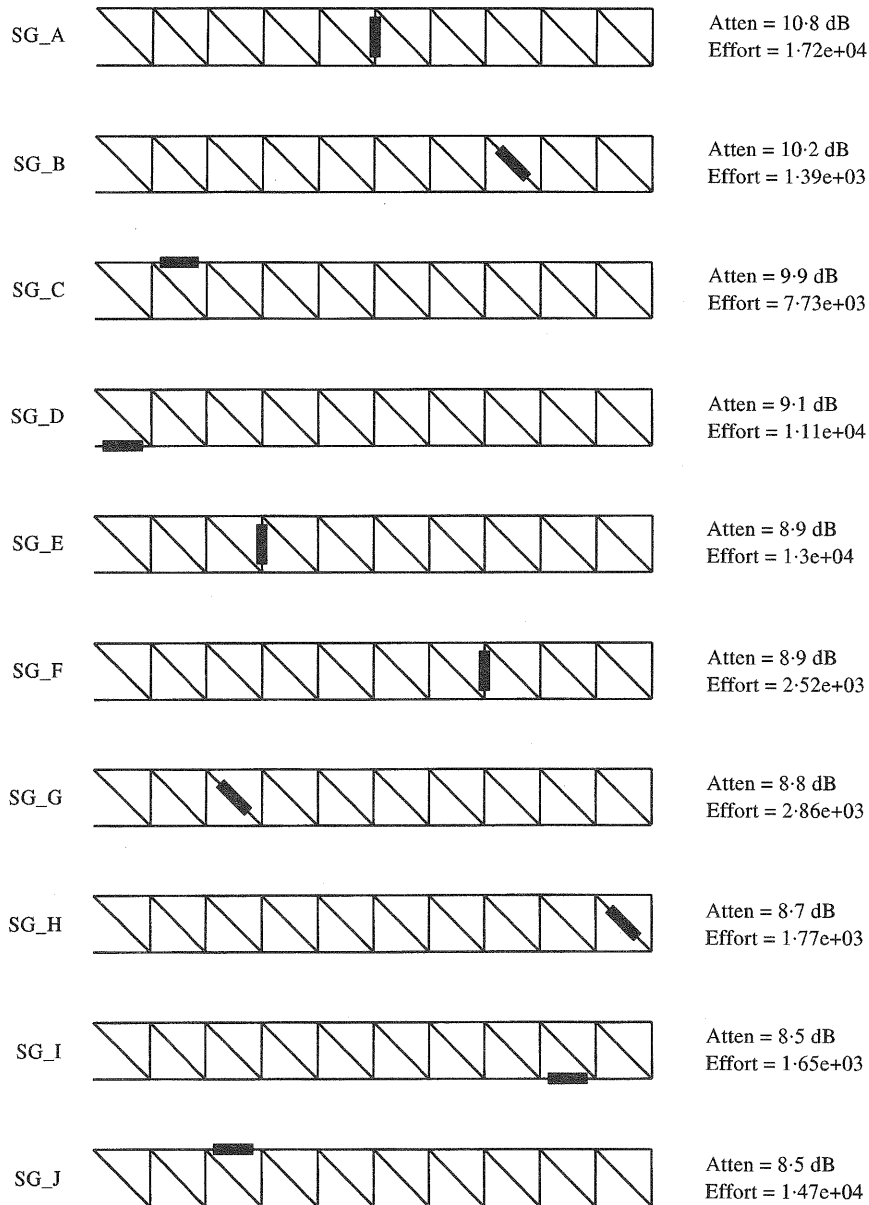 SG_A
Atten = 10·8 dB
Effort = 1·72e+04
SG_B
Atten = 10·2 dB
Effort = 1·39e+03
SG_C
Atten = 9·9 dB
Effort = 7·73e+03
SG_D
Atten = 9·1 dB
Effort = 1·11e+04
SG_E
Atten = 8·9 dB
Effort = 1·3e+04
SG_F
Atten = 8·9 dB
Effort = 2·52e+03
SG_G
Atten = 8·8 dB
Effort = 2·86e+03
SG_H
Atten = 8·7 dB
Effort = 1·77e+03
SG_I
Atten = 8·5 dB
Effort = 1·65e+03
SG_J
Atten = 8·5 dB
Effort = 1·47e+04